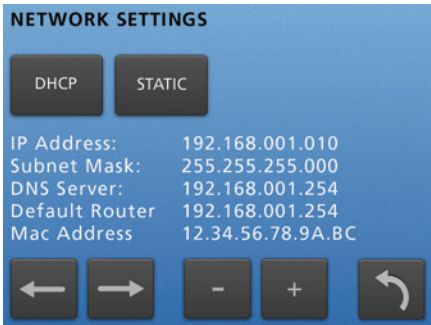 NETWORK SETTINGS
DHCP STATIC
IP Address: 192.168.001.010
Subnet Mask: 255.255.255.000
DNS Server: 192.168.001.254
Default Router 192.168.001.254
Mac Address 12.34.56.78.9A.BC
- +